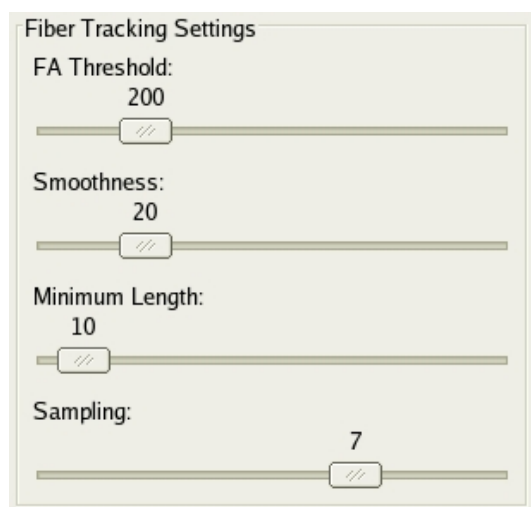 Fiber Tracking Settings
FA Threshold:
200
Smoothness:
20
Minimum Length:
10
Sampling:
7